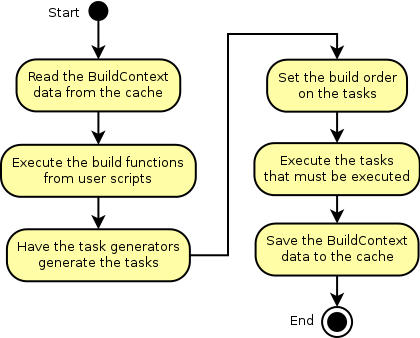 Start
Read the BuildContext
data from the cache
Execute the build functions
from user scripts
Have the task generators
generate the tasks
Set the build order
on the tasks
Execute the tasks
that must be executed
Save the BuildContext
data to the cache
End